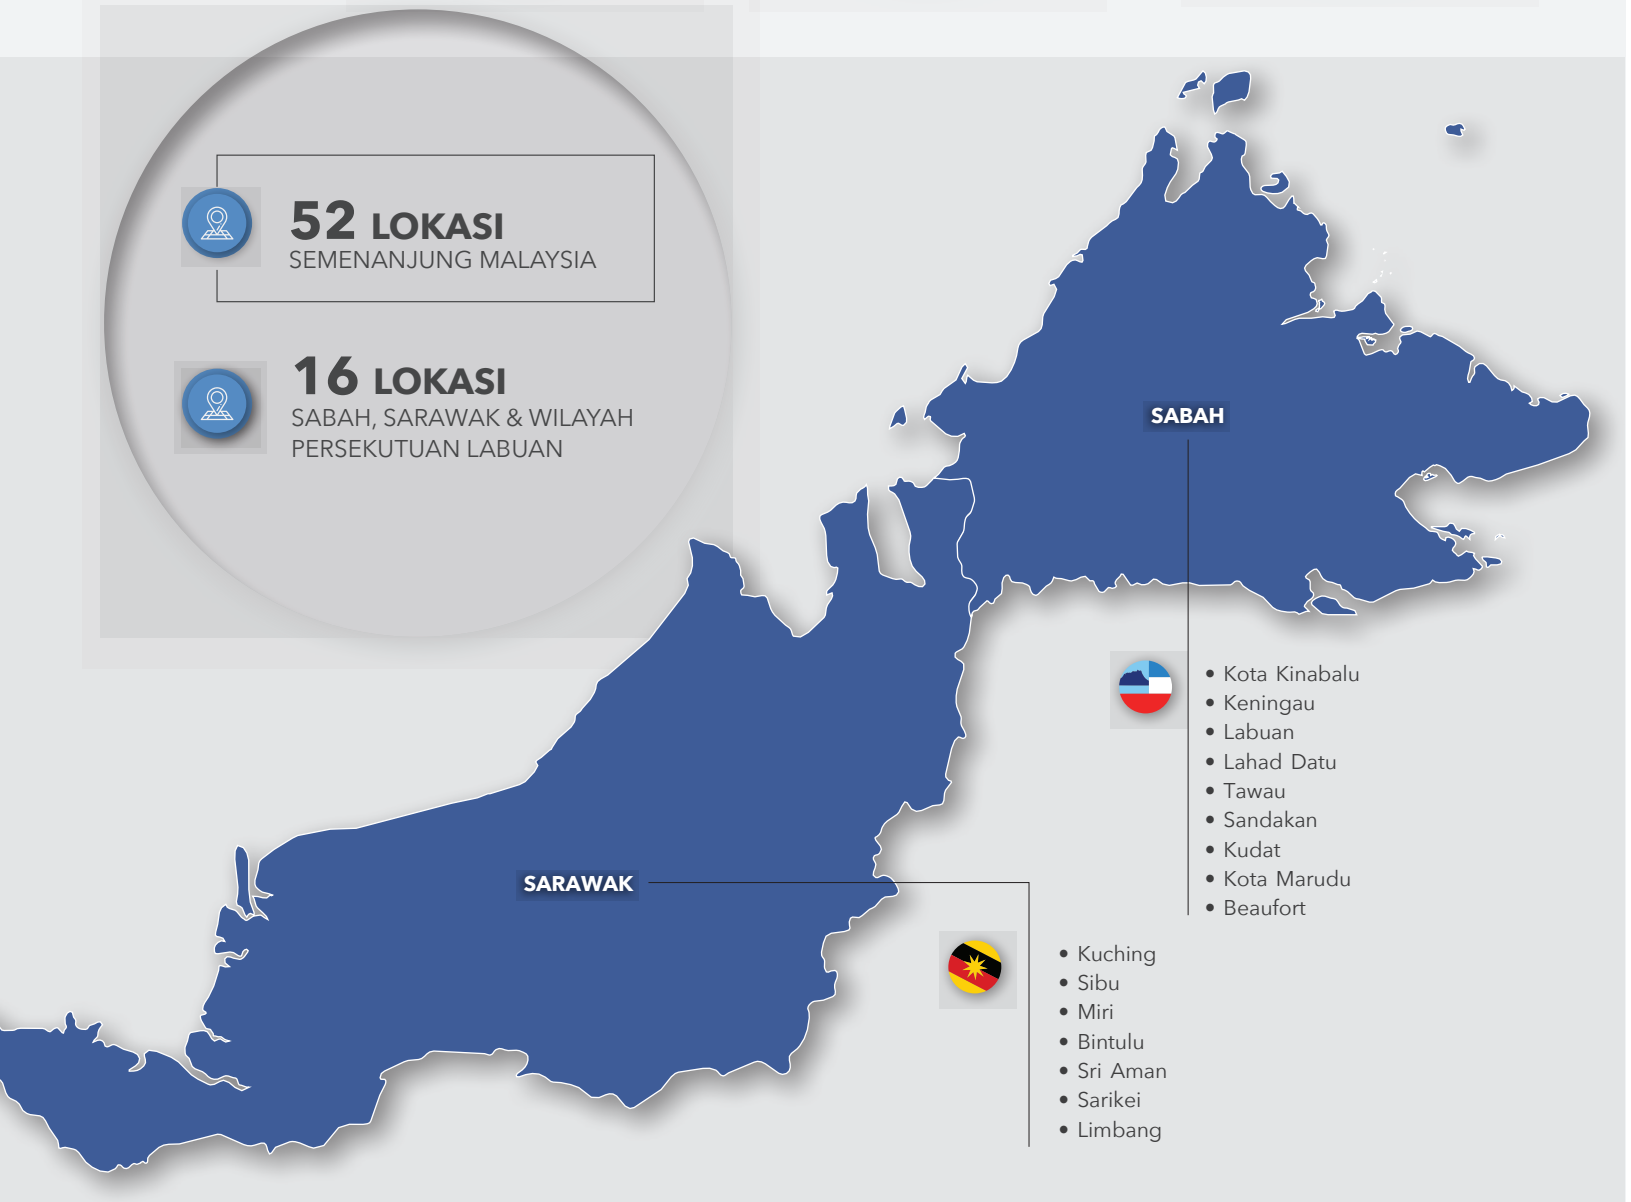 52 LOKASI
SEMENANJUNG MALAYSIA
16 LOKASI
SABAH, SARAWAK & WILAYAH
PERSEKUTUAN LABUAN
SABAH
• Kota Kinabalu
• Keningau
• Labuan
• Lahad Datu
• Tawau
• Sandakan
• Kudat
• Kota Marudu
• Beaufort
SARAWAK
• Kuching
• Sibu
• Miri
• Bintulu
• Sri Aman
• Sarikei
• Limbang